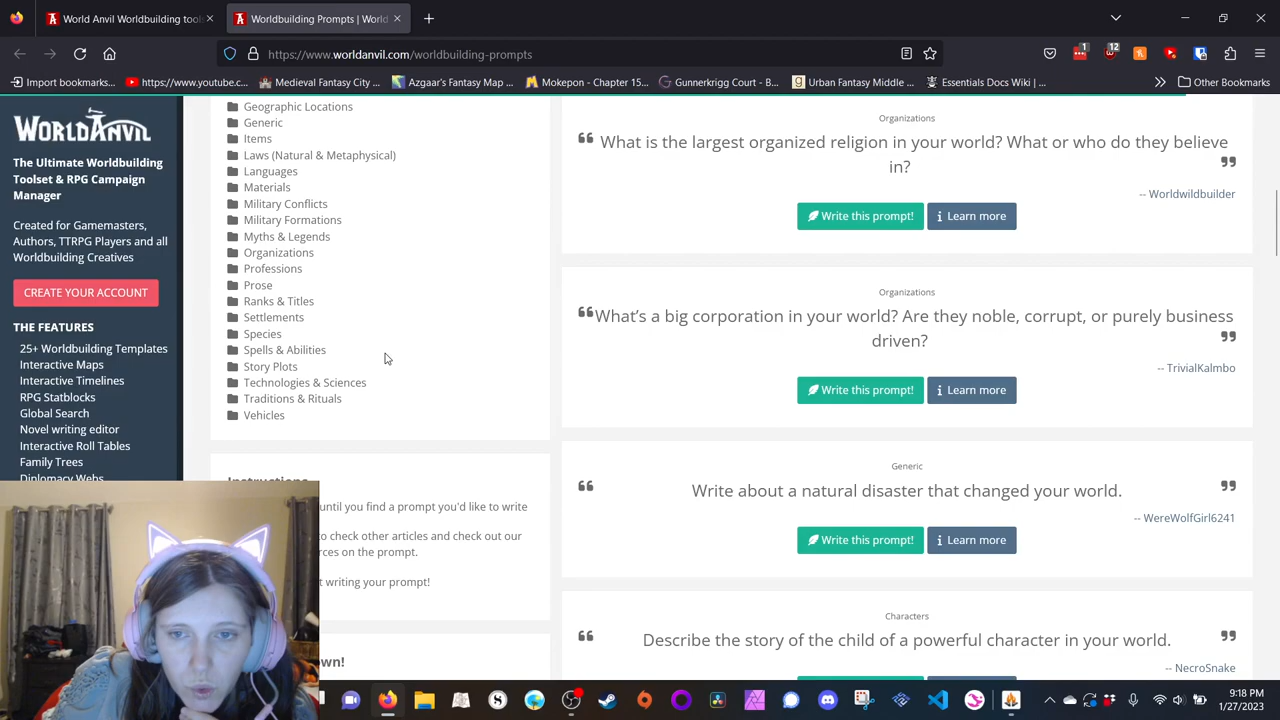 World Anvil Worldbuilding tool
Worldbuilding Prompts | World
https://www.worldanvil.com/worldbuilding-prompts
1
12
Import bookmarks...
https://www.youtube.c...
Medieval Fantasy City ...
Azgaar's Fantasy Map ...
Mokepon - Chapter 15...
Gunnerkrigg Court - B...
Urban Fantasy Middle ...
Essentials Docs Wiki |...
Other Bookmarks
WORLDANVIL
The Ultimate Worldbuilding
Toolset & RPG Campaign
Manager
Created for Gamemasters,
Authors, TTRPG Players and all
Worldbuilding Creatives
CREATE YOUR ACCOUNT
THE FEATURES
25+ Worldbuilding Templates
Interactive Maps
Interactive Timelines
RPG Statblocks
Global Search
Novel writing editor
Interactive Roll Tables
Family Trees
Diplomacy Webs
Geographic Locations
Generic
Items
Laws (Natural & Metaphysical)
Languages
Materials
Military Conflicts
Military Formations
Myths & Legends
Organizations
Professions
Prose
Ranks & Titles
Settlements
Species
Spells & Abilities
Story Plots
Technologies & Sciences
Traditions & Rituals
Vehicles
Instructions
until you find a prompt you'd like to write
to check other articles and check out our
rces on the prompt.
t writing your prompt!
wn!
Organizations
What is the largest organized religion in your world? What or who do they believe
in?
-- Worldwildbuilder
Write this prompt!
Learn more
Organizations
What's a big corporation in your world? Are they noble, corrupt, or purely business
driven?
-- TrivialKalmbo
Write this prompt!
Learn more
Generic
Write about a natural disaster that changed your world.
-- WereWolfGirl6241
Write this prompt!
Learn more
Characters
Describe the story of the child of a powerful character in your world.
-- NecroSnake
9:18 PM
1/27/2023